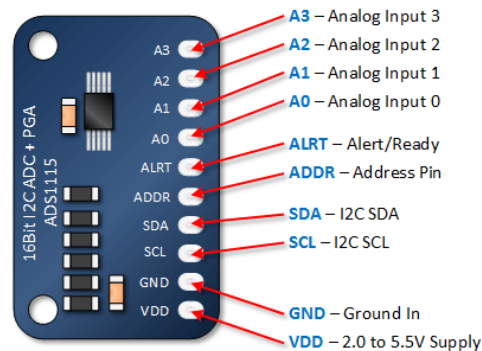 A3 – Analog Input 3
A2 – Analog Input 2
A1 – Analog Input 1
A0 – Analog Input 0
ALRT – Alert/Ready
ADDR – Address Pin
SDA – I2C SDA
SCL – I2C SCL
GND – Ground In
VDD – 2.0 to 5.5V Supply
A3
A2
A1
A0
ALRT
ADDR
SDA
SCL
GND
VDD
16Bit I2C ADC + PGA
ADS1115